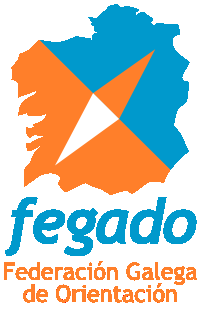 fegado
Federación Galega
de Orientación